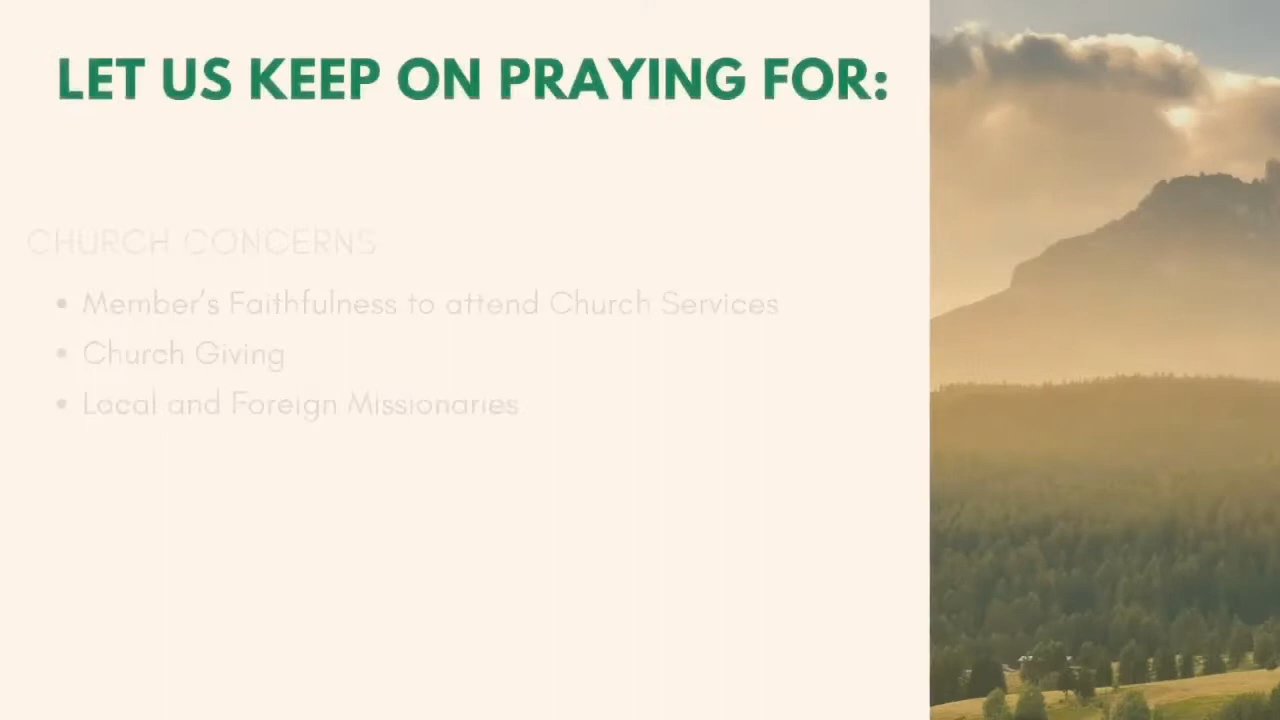 LET US KEEP ON PRAYING FOR:
CHURCH CONCERNS
• Member's Faithfulness to attend Church Services
• Church Giving
• Local and Foreign Missionaries